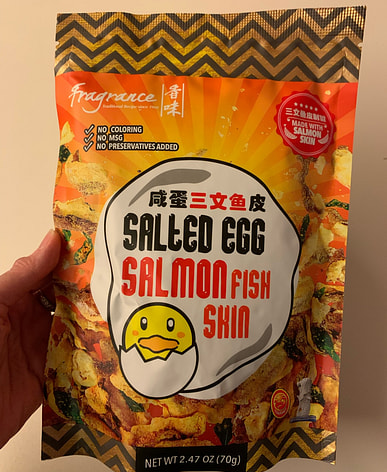 Fragrance 香味
NO COLORING
NO MSG
NO PRESERVATIVES ADDED
MADE WITH
SALMON
SKIN
咸蛋三文鱼皮
SALTED EGG
SALMON FISH
SKIN
NET WT 2.47 OZ (70g)